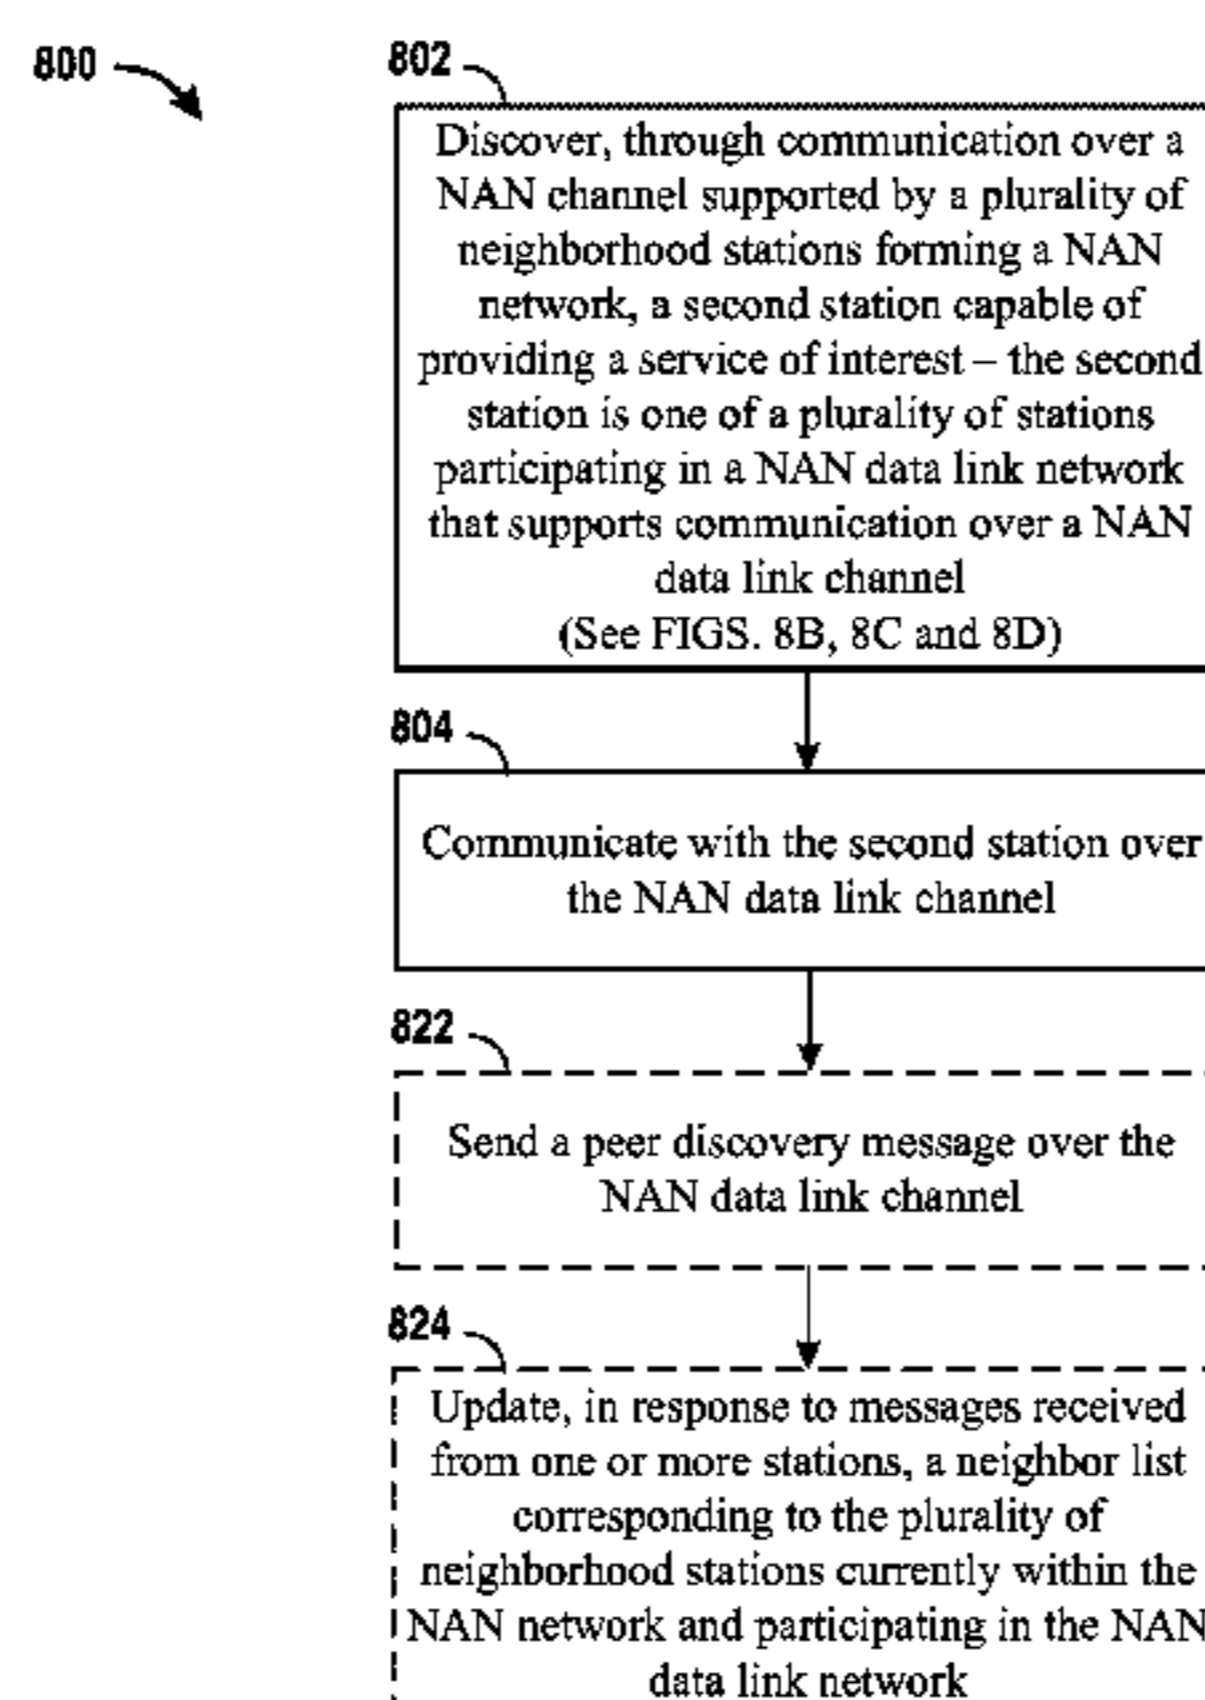 800
802
Discover, through communication over a
NAN channel supported by a plurality of
neighborhood stations forming a NAN
network, a second station capable of
providing a service of interest – the second
station is one of a plurality of stations
participating in a NAN data link network
that supports communication over a NAN
data link channel
(See FIGS. 8B, 8C and 8D)
804
Communicate with the second station over
the NAN data link channel
822
Send a peer discovery message over the
NAN data link channel
824
Update, in response to messages received
from one or more stations, a neighbor list
corresponding to the plurality of
neighborhood stations currently within the
NAN network and participating in the NAN
data link network